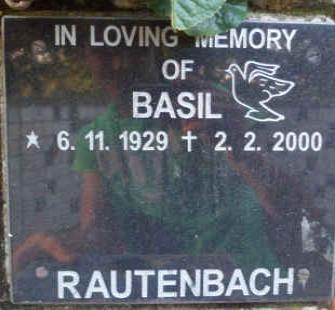 IN LOVING MEMORY
OF
BASIL
★ 6. 11. 1929 ✝ 2. 2. 2000
RAUTENBACH